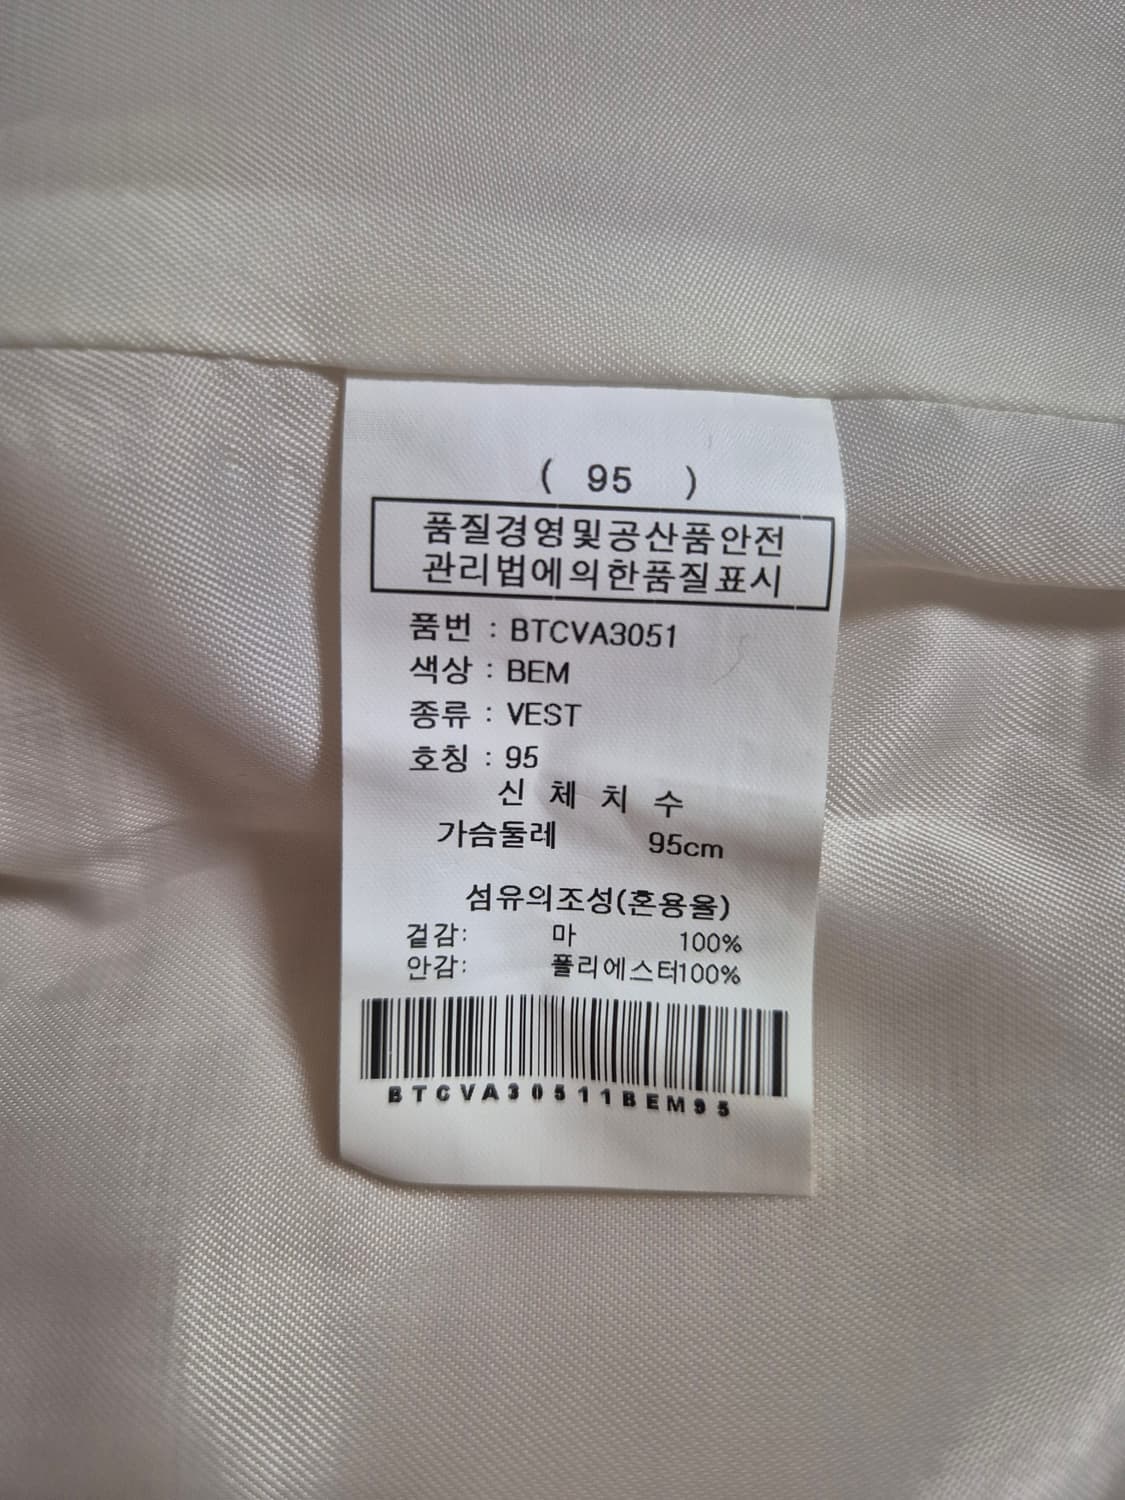 ( 95 )
품질경영및공산품안전
관리법에의한품질표시
품번 : BTCVA3051
색상 : BEM
종류 : VEST
호칭 : 95
신 체 치 수
가슴둘레 95cm
섬유의조성(혼용율)
겉감: 마 100%
안감: 폴리에스터100%
BTCVA30511BEM95